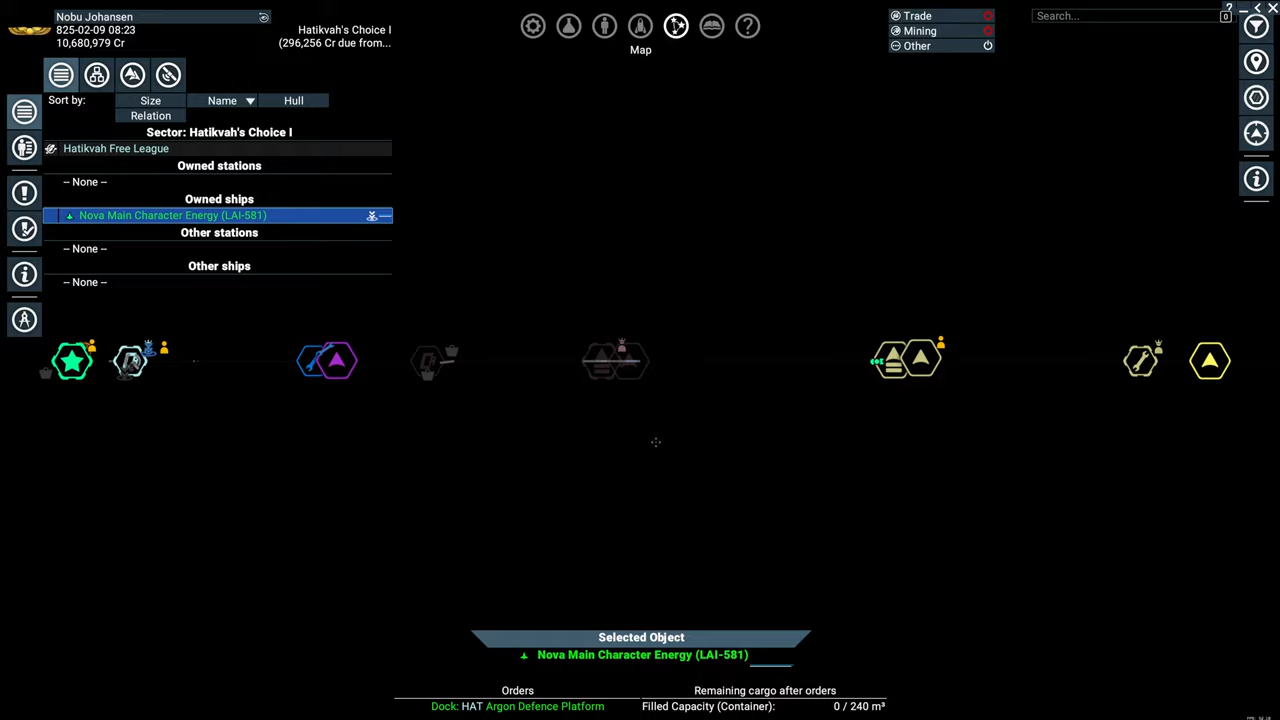 Nobu Johansen
825-02-09 08:23
10,680,979 Cr
Hatikvah's Choice I
(296,256 Cr due from...
Map
Trade
Mining
Other
Search...
0
?
Sort by:
Size
Name
Hull
Relation
Sector: Hatikvah's Choice I
Hatikvah Free League
Owned stations
-- None --
Owned ships
Nova Main Character Energy (LAI-581)
Other stations
-- None --
Other ships
-- None --
Selected Object
Nova Main Character Energy (LAI-581)
Orders
Remaining cargo after orders
Dock: HAT Argon Defence Platform
Filled Capacity (Container): 0 / 240 m³